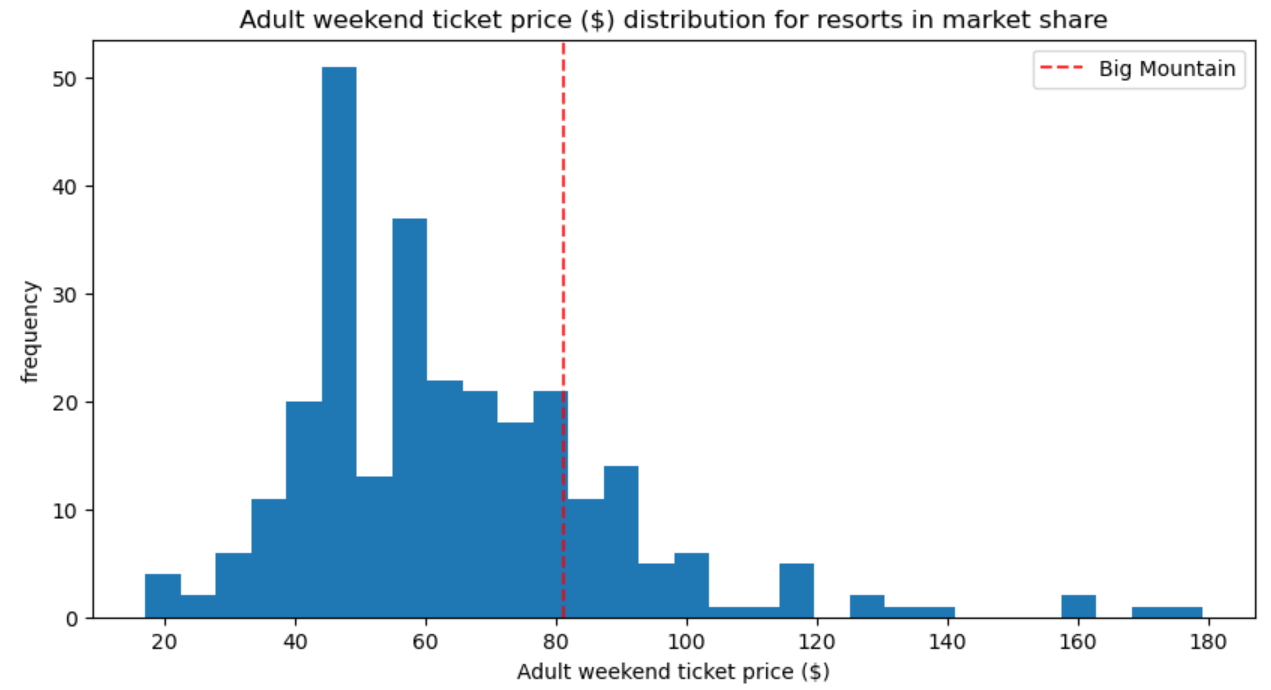 Adult weekend ticket price ($) distribution for resorts in market share
Big Mountain
50
40
30
20
10
0
frequency
20 40 60 80 100 120 140 160 180
Adult weekend ticket price ($)